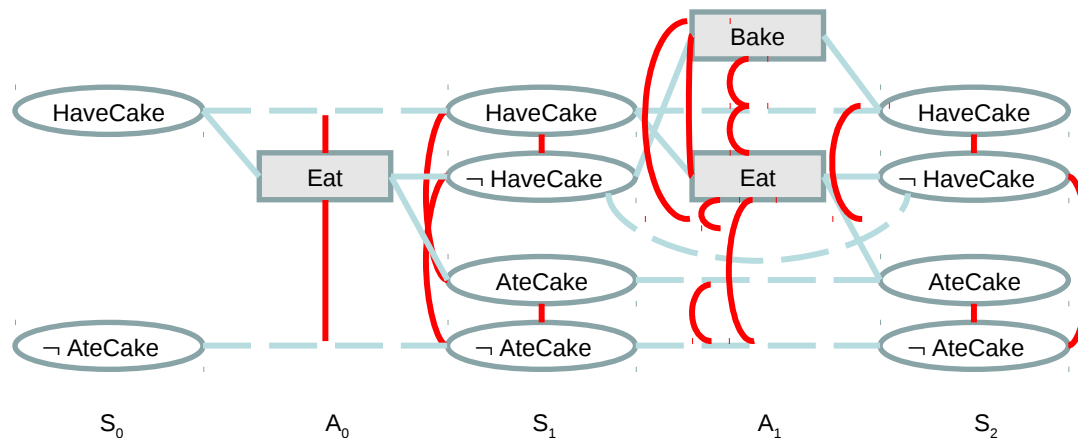 Bake
HaveCake
HaveCake
HaveCake
Eat
¬ HaveCake
Eat
¬ HaveCake
AteCake
AteCake
¬ AteCake
¬ AteCake
¬ AteCake
S₀
A₀
S₁
A₁
S₂